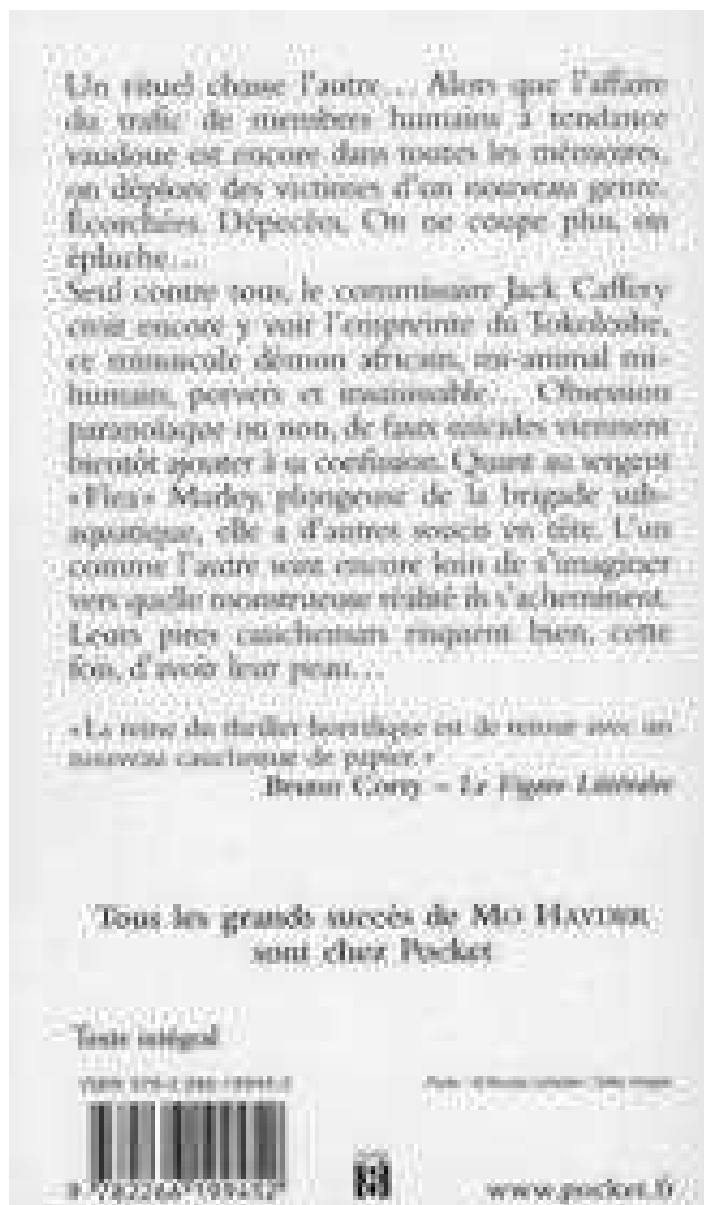 Un rituel chasse l'autre... Alors que l'affaire
du trafic de membres humains à tendance
vaudoue est encore dans toutes les mémoires,
on déplore des victimes d'un nouveau genre.
Écorchées. Dépecées. On ne coupe plus, on
épluche...
Seul contre tous, le commissaire Jack Caffery
croit encore y voir l'empreinte du Tokoloshe,
ce minuscule démon africain, mi-animal mi-
humain, pervers et insaisissable... Obsession
paranoïaque ou non, de faux suicides viennent
bientôt ajouter à sa confusion. Quant au sergent
«Flea» Marley, plongeuse de la brigade sub-
aquatique, elle a d'autres soucis en tête. L'un
comme l'autre sont encore loin de s'imaginer
vers quelle monstrueuse réalité ils s'acheminent.
Leurs pires cauchemars risquent bien, cette
fois, d'avoir leur peau...
«La reine du thriller horrifique est de retour avec un
nouveau cauchemar de papier.»
Bruno Corty – Le Figaro Littéraire
Tous les grands succès de MO HAYDER
sont chez Pocket
Texte intégral
ISBN
9 782266 199452
www.pocket.fr